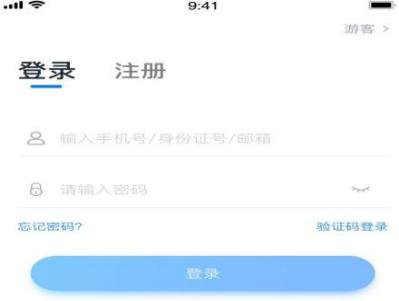 9:41
游客 >
登录 注册
输入手机号/身份证号/邮箱
请输入密码
忘记密码? 验证码登录
登录